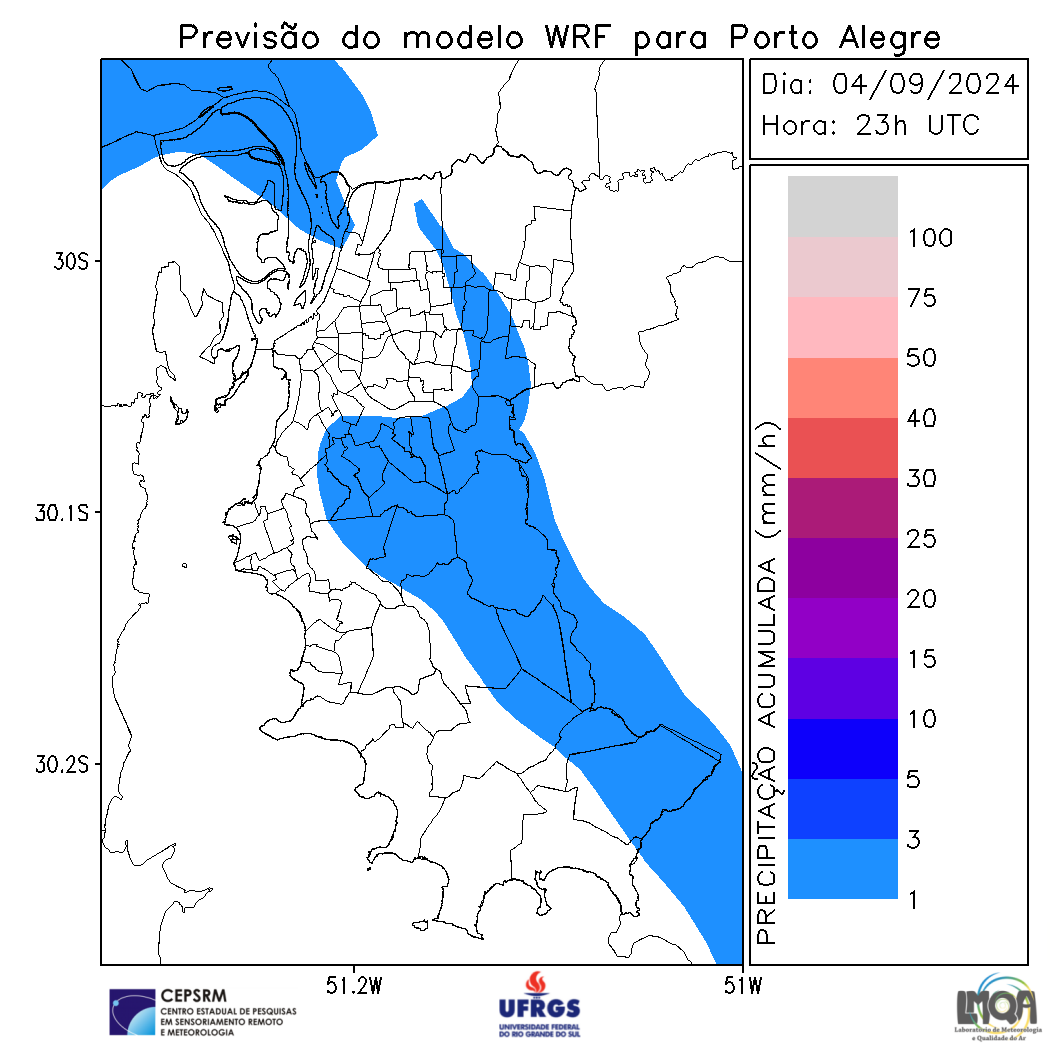 Previsão do modelo WRF para Porto Alegre
Dia: 04/09/2024
Hora: 23h UTC
100
75
50
40
30
25
20
15
10
5
3
1
PRECIPITAÇÃO ACUMULADA (mm/h)
30S
30.1S
30.2S
51.2W
51W
CEPSRM
CENTRO ESTADUAL DE PESQUISAS
EM SENSORIAMENTO REMOTO
E METEOROLOGIA
UFRGS
UNIVERSIDADE FEDERAL
DO RIO GRANDE DO SUL
LMQA
Laboratório de Meteorologia
e Qualidade do Ar